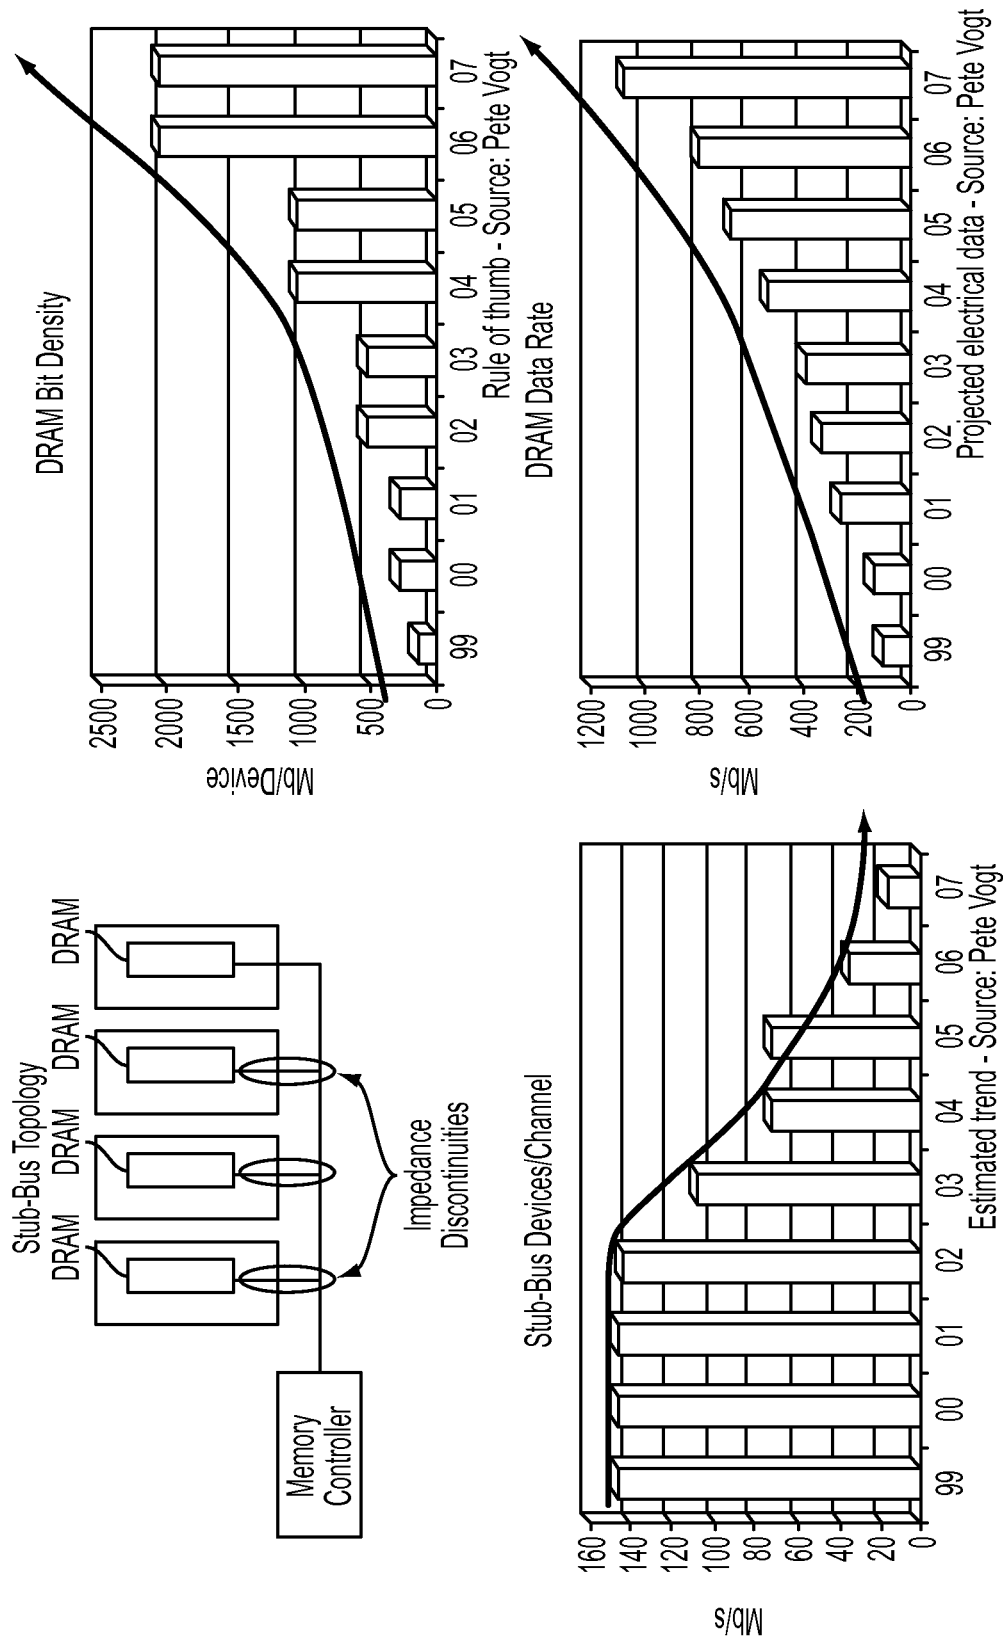 Stub-Bus Topology
DRAM
DRAM
DRAM
DRAM
Memory
Controller
Impedance
Discontinuities
DRAM Bit Density
Mb/Device
2500
2000
1500
1000
500
0
99
00
01
02
03
04
05
06
07
Rule of thumb - Source: Pete Vogt
Stub-Bus Devices/Channel
Mb/s
160
140
120
100
80
60
40
20
0
99
00
01
02
03
04
05
06
07
Estimated trend - Source: Pete Vogt
DRAM Data Rate
Mb/s
1200
1000
800
600
400
200
0
99
00
01
02
03
04
05
06
07
Projected electrical data - Source: Pete Vogt